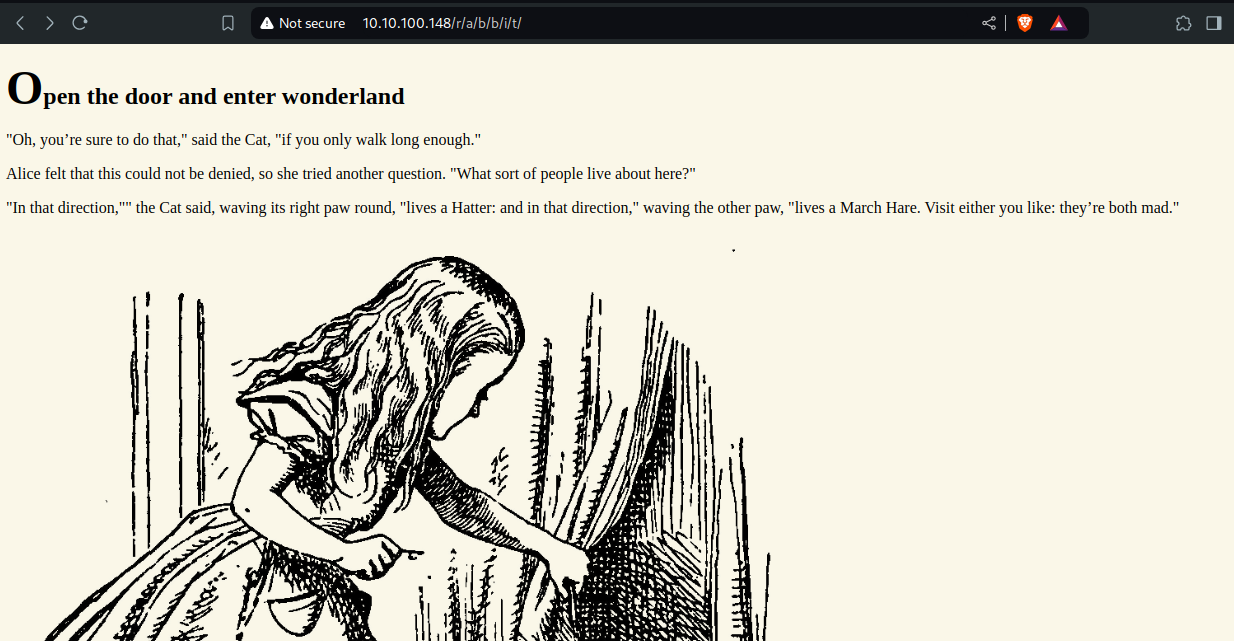 Not secure 10.10.100.148/r/a/b/b/i/t/
Open the door and enter wonderland
"Oh, you’re sure to do that," said the Cat, "if you only walk long enough."
Alice felt that this could not be denied, so she tried another question. "What sort of people live about here?"
"In that direction,"" the Cat said, waving its right paw round, "lives a Hatter: and in that direction," waving the other paw, "lives a March Hare. Visit either you like: they’re both mad."